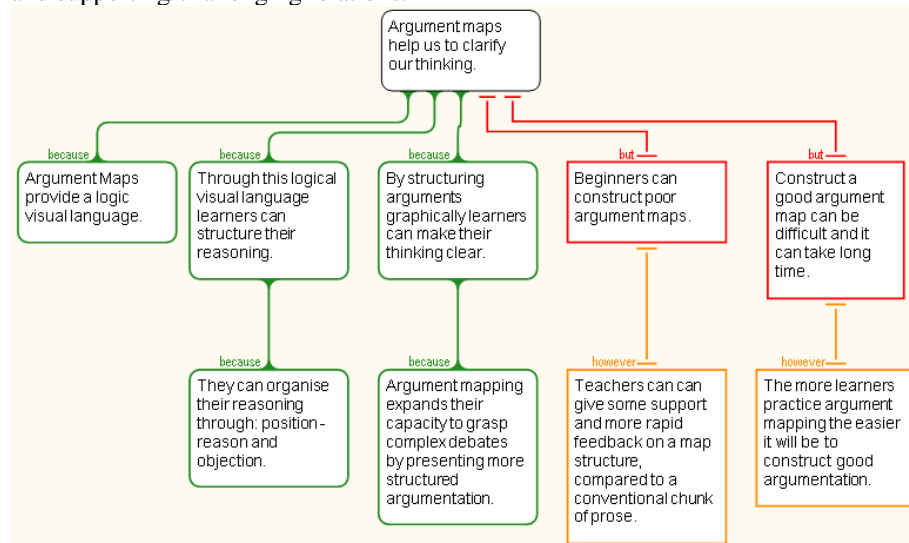 and supporting challenging relations.
Argument maps
help us to clarify
our thinking.
because
because
because
but
but
Argument Maps
provide a logic
visual language.
Through this logical
visual language
learners can
structure their
reasoning.
By structuring
arguments
graphically learners
can make their
thinking clear.
Beginners can
construct poor
argument maps.
Construct a
good argument
map can be
difficult and it
can take long
time.
because
because
however
however
They can organise
their reasoning
through: position-
reason and
objection.
Argument mapping
expands their
capacity to grasp
complex debates
by presenting more
structured
argumentation.
Teachers can can
give some support
and more rapid
feedback on a map
structure,
compared to a
conventional chunk
of prose.
The more learners
practice argument
mapping the easier
it will be to
construct good
argumentation.